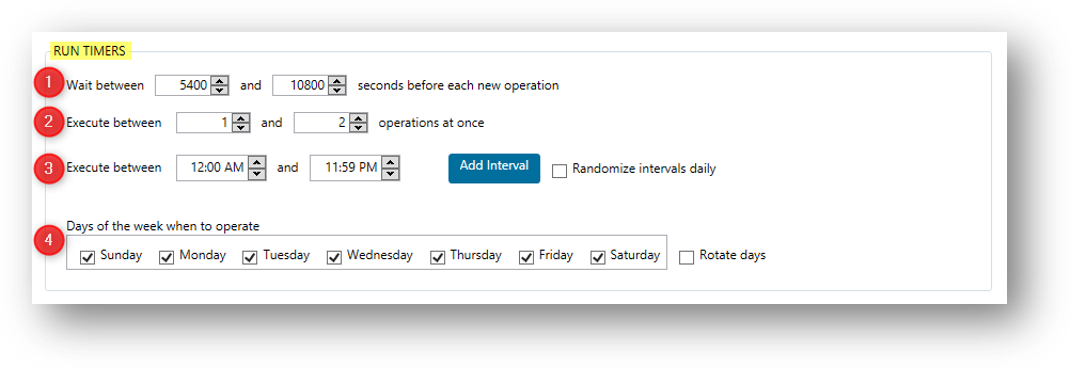 RUN TIMERS
1 Wait between 5400 and 10800 seconds before each new operation
2 Execute between 1 and 2 operations at once
3 Execute between 12:00 AM and 11:59 PM Add Interval Randomize intervals daily
Days of the week when to operate
4 Sunday Monday Tuesday Wednesday Thursday Friday Saturday Rotate days